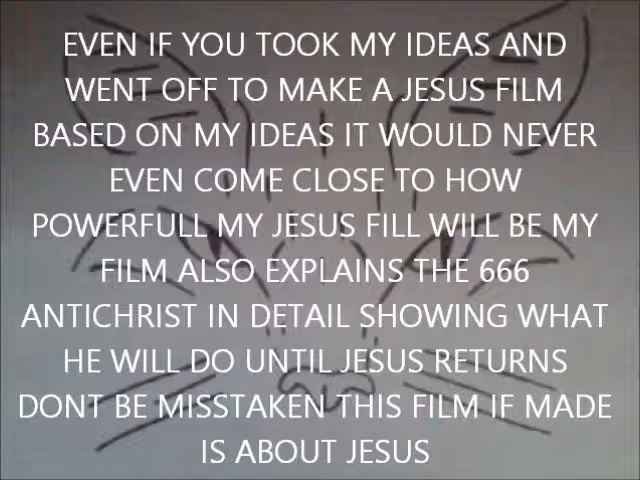 EVEN IF YOU TOOK MY IDEAS AND
WENT OFF TO MAKE A JESUS FILM
BASED ON MY IDEAS IT WOULD NEVER
EVEN COME CLOSE TO HOW
POWERFULL MY JESUS FILL WILL BE MY
FILM ALSO EXPLAINS THE 666
ANTICHRIST IN DETAIL SHOWING WHAT
HE WILL DO UNTIL JESUS RETURNS
DONT BE MISSTAKEN THIS FILM IF MADE
IS ABOUT JESUS